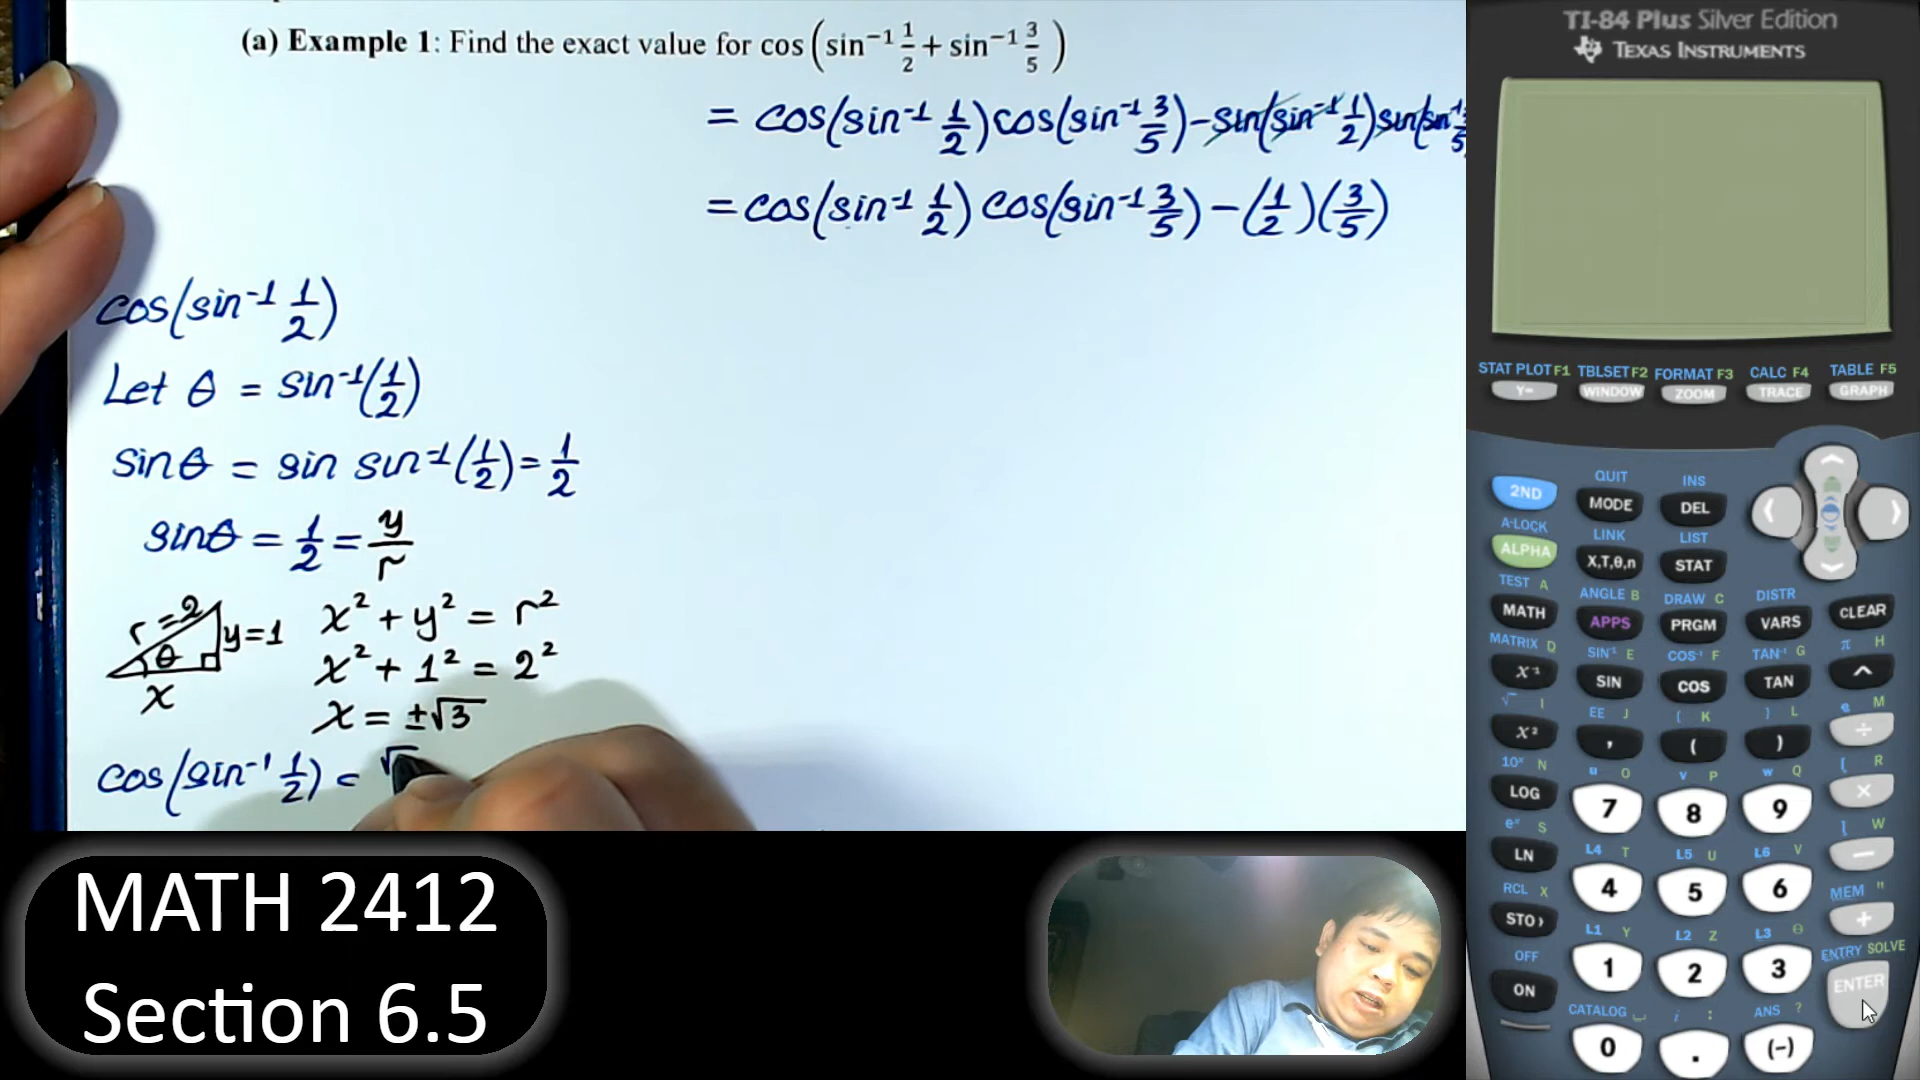 (a) Example 1: Find the exact value for cos (sin⁻¹ 1/2 + sin⁻¹ 3/5 )
= cos(sin⁻¹ 1/2) cos(sin⁻¹ 3/5) − sin(sin⁻¹ 1/2) sin(sin⁻¹ 3/5
= cos(sin⁻¹ 1/2) cos(sin⁻¹ 3/5) − (1/2)(3/5)
cos(sin⁻¹ 1/2)
Let θ = sin⁻¹(1/2)
sinθ = sin sin⁻¹(1/2) = 1/2
sinθ = 1/2 = y/r
r = 2
y = 1
θ
x
x² + y² = r²
x² + 1² = 2²
x = ±√3
cos(sin⁻¹ 1/2) = √
MATH 2412
Section 6.5
TI-84 Plus Silver Edition
TEXAS INSTRUMENTS
STAT PLOT F1 TBLSET F2 FORMAT F3 CALC F4 TABLE F5
Y= WINDOW ZOOM TRACE GRAPH
QUIT INS
2ND MODE DEL
A-LOCK LINK LIST
ALPHA X,T,θ,n STAT
TEST A ANGLE B DRAW C DISTR
MATH APPS PRGM VARS CLEAR
MATRIX D SIN⁻¹ E COS⁻¹ F TAN⁻¹ G π H
X⁻¹ SIN COS TAN ^
√ I EE J { K } L e M
X² , ( ) ÷
10ˣ N u O v P w Q [ R
LOG 7 8 9 ×
eˣ S L4 T L5 U L6 V ] W
LN 4 5 6 −
RCL X L1 Y L2 Z L3 Θ MEM "
STO› 1 2 3 +
OFF CATALOG i : ANS ? ENTRY SOLVE
ON 0 . (-) ENTER